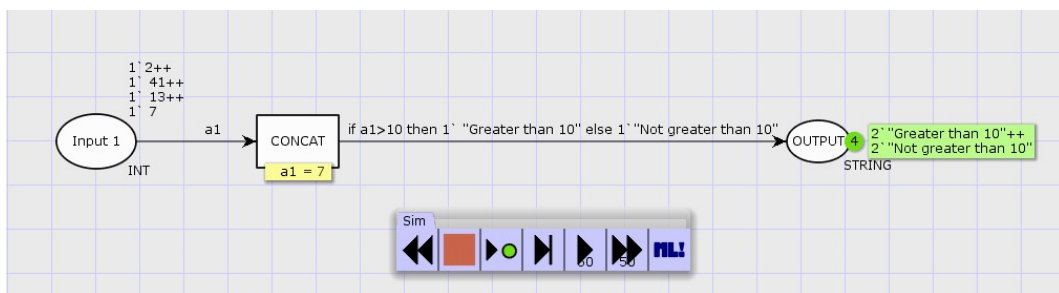 1`2++
1` 41++
1` 13++
1` 7
Input 1
INT
a1
CONCAT
a1 = 7
if a1>10 then 1` "Greater than 10" else 1`"Not greater than 10"
OUTPUT
STRING
4
2`"Greater than 10"++
2`"Not greater than 10"
Sim
50
ML!